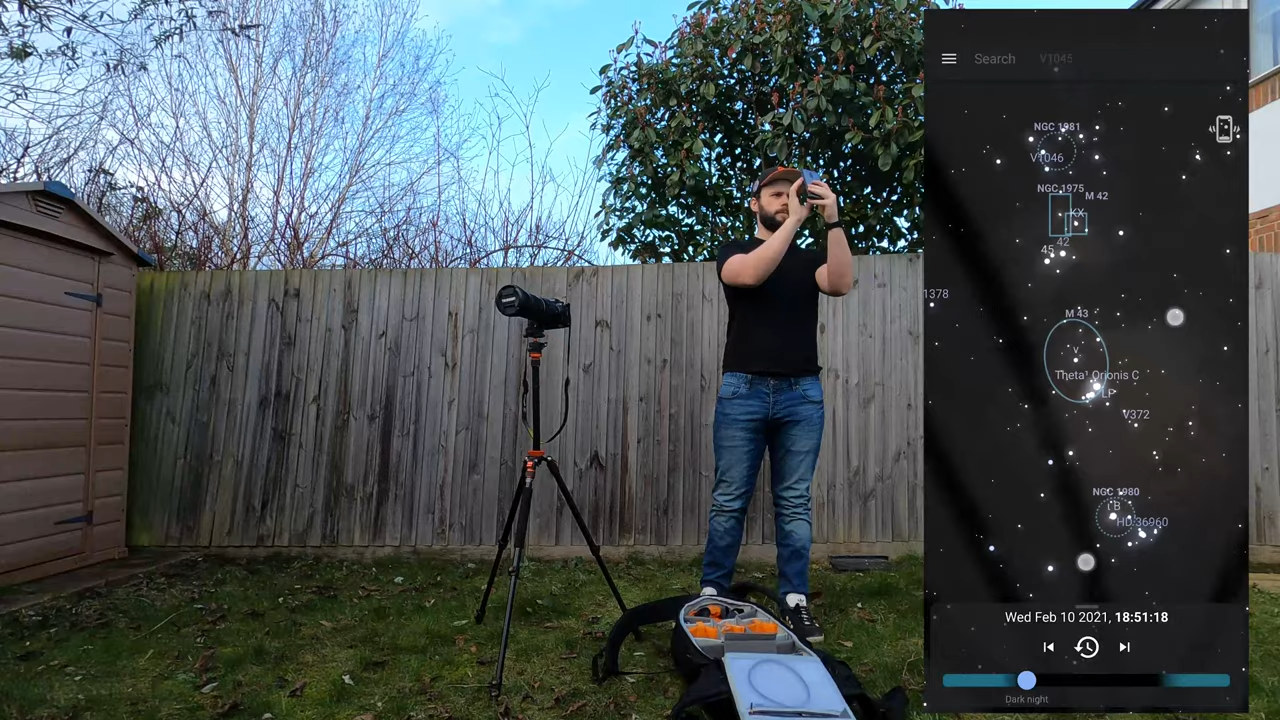 Search V1045
NGC 1981
V1046
NGC 1975
M 42
KX
42
45
1378
M 43
V
Theta¹ Orionis C
LP
V372
NGC 1980
HD 36960
Wed Feb 10 2021, 18:51:18
Dark night